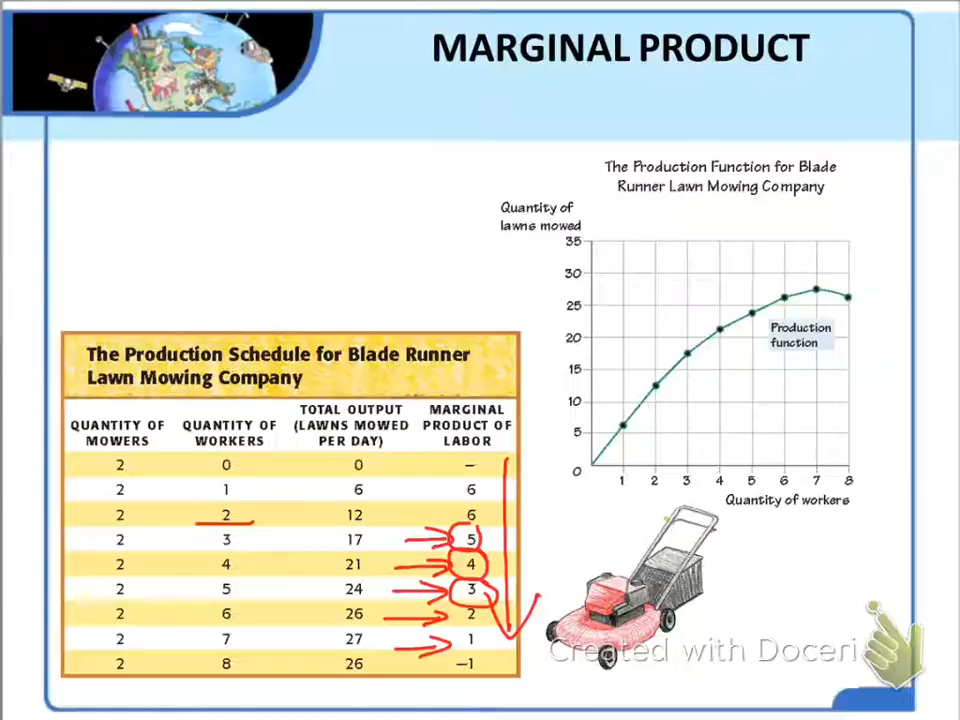 MARGINAL PRODUCT
The Production Function for Blade
Runner Lawn Mowing Company
Quantity of
lawns mowed
35
30
25
20
15
10
5
0
1 2 3 4 5 6 7 8
Quantity of workers
Production
function
The Production Schedule for Blade Runner
Lawn Mowing Company
QUANTITY OF MOWERS QUANTITY OF WORKERS TOTAL OUTPUT (LAWNS MOWED PER DAY) MARGINAL PRODUCT OF LABOR
2 0 0 –
2 1 6 6
2 2 12 6
2 3 17 5
2 4 21 4
2 5 24 3
2 6 26 2
2 7 27 1
2 8 26 –1
Created with Doceri